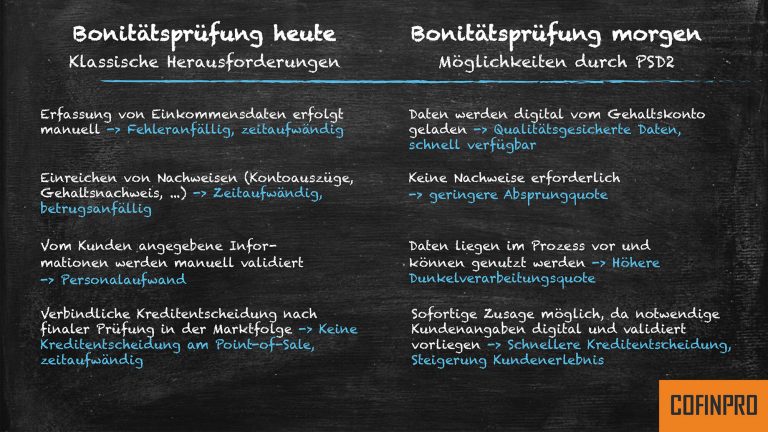 Bonitätsprüfung heute
Klassische Herausforderungen
Erfassung von Einkommensdaten erfolgt
manuell -> Fehleranfällig, zeitaufwändig
Einreichen von Nachweisen (Kontoauszüge,
Gehaltsnachweis, ...) -> Zeitaufwändig,
betrugsanfällig
Vom Kunden angegebene Infor-
mationen werden manuell validiert
-> Personalaufwand
Verbindliche Kreditentscheidung nach
finaler Prüfung in der Marktfolge -> Keine
Kreditentscheidung am Point-of-Sale,
zeitaufwändig
Bonitätsprüfung morgen
Möglichkeiten durch PSD2
Daten werden digital vom Gehaltskonto
geladen -> Qualitätsgesicherte Daten,
schnell verfügbar
Keine Nachweise erforderlich
-> geringere Absprungquote
Daten liegen im Prozess vor und
können genutzt werden -> Höhere
Dunkelverarbeitungsquote
Sofortige Zusage möglich, da notwendige
Kundenangaben digital und validiert
vorliegen -> Schnellere Kreditentscheidung,
Steigerung Kundenerlebnis
COFINPRO